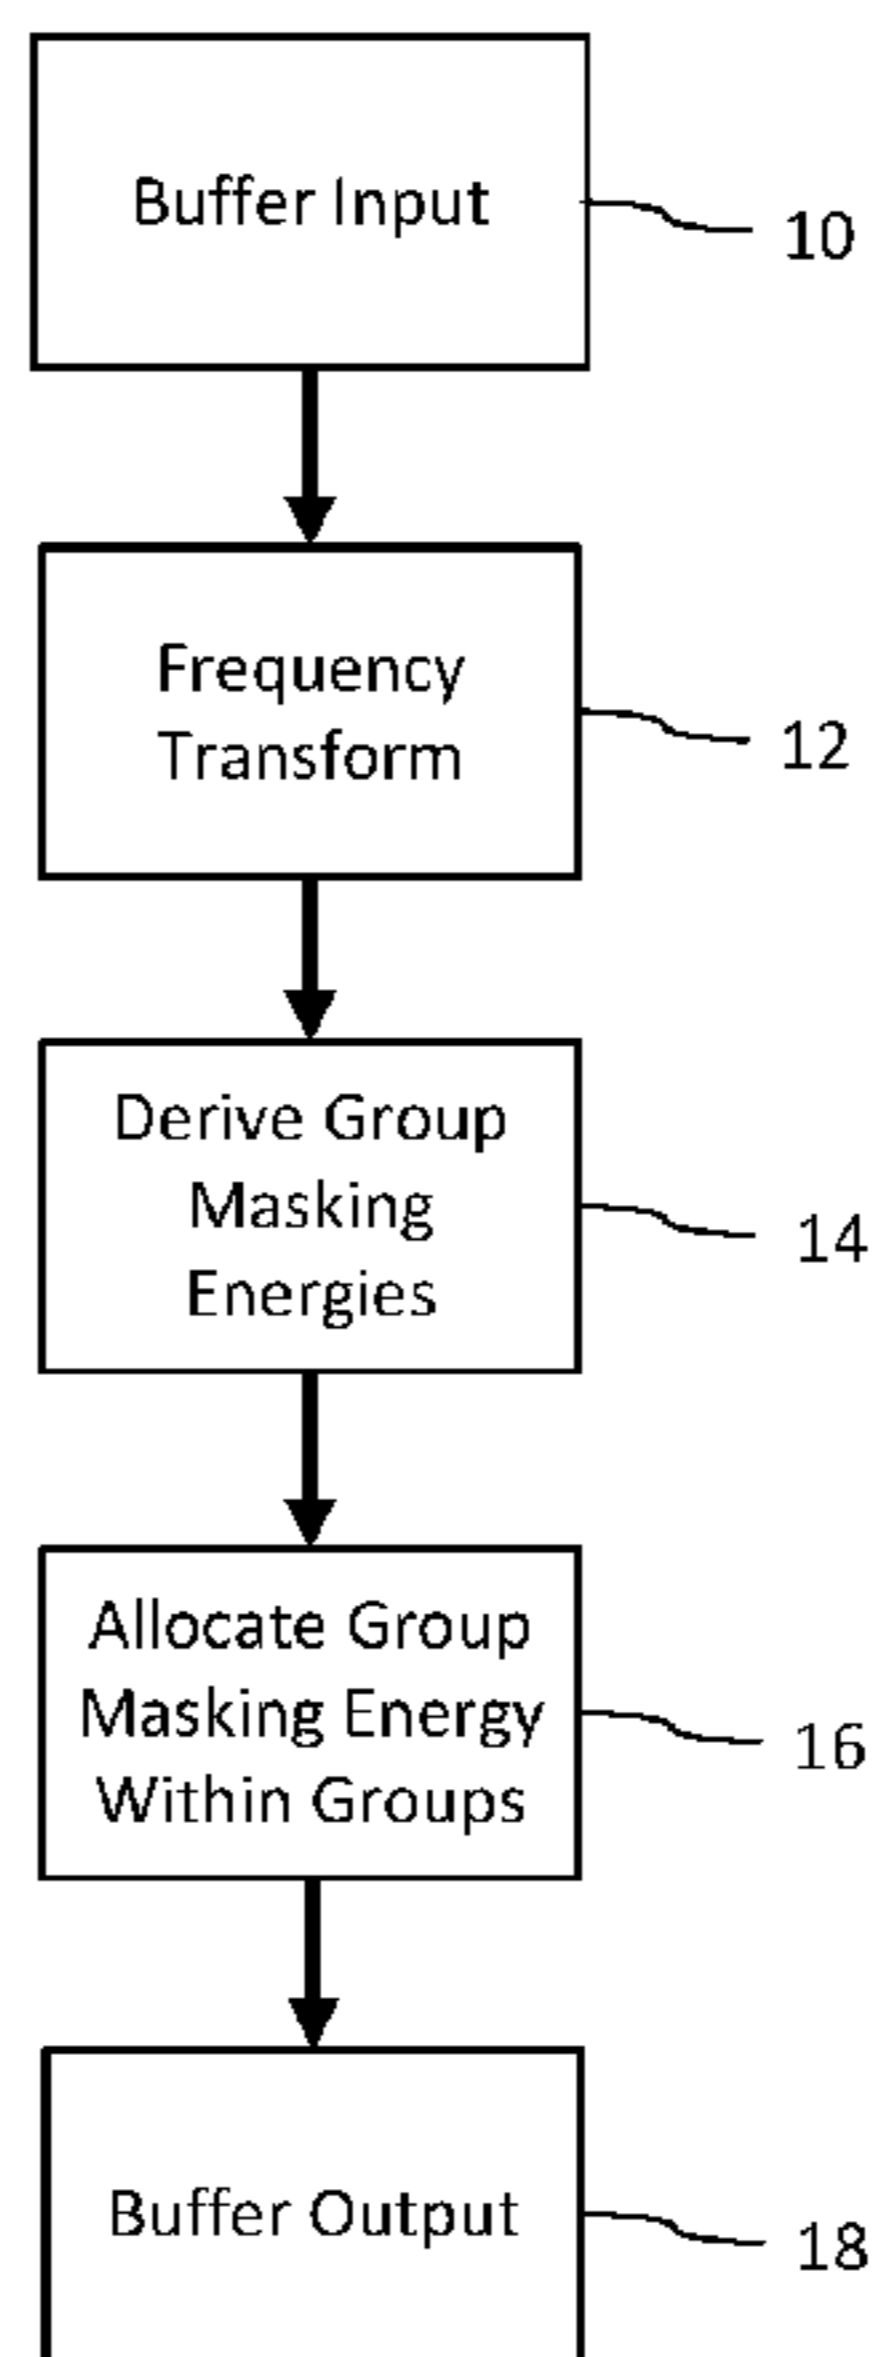 Buffer Input
10
Frequency
Transform
12
Derive Group
Masking
Energies
14
Allocate Group
Masking Energy
Within Groups
16
Buffer Output
18